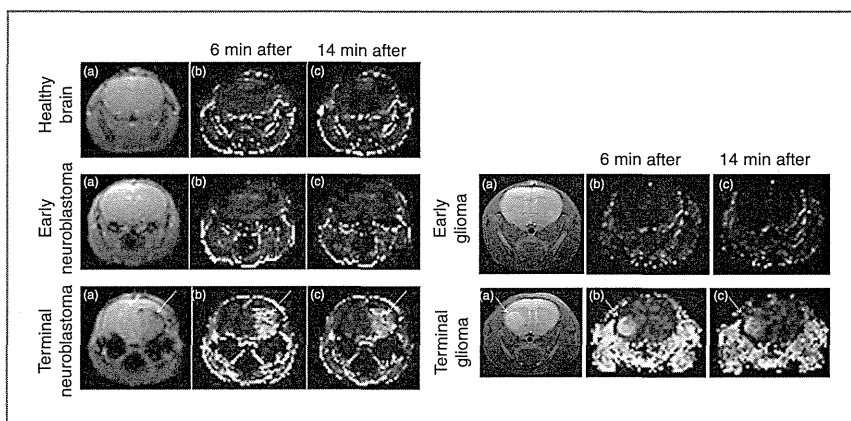 6 min after 14 min after
Healthy brain
(a) (b) (c)
Early neuroblastoma
(a) (b) (c)
Terminal neuroblastoma
(a) (b) (c)
6 min after 14 min after
Early glioma
(a) (b) (c)
Terminal glioma
(a) (b) (c)